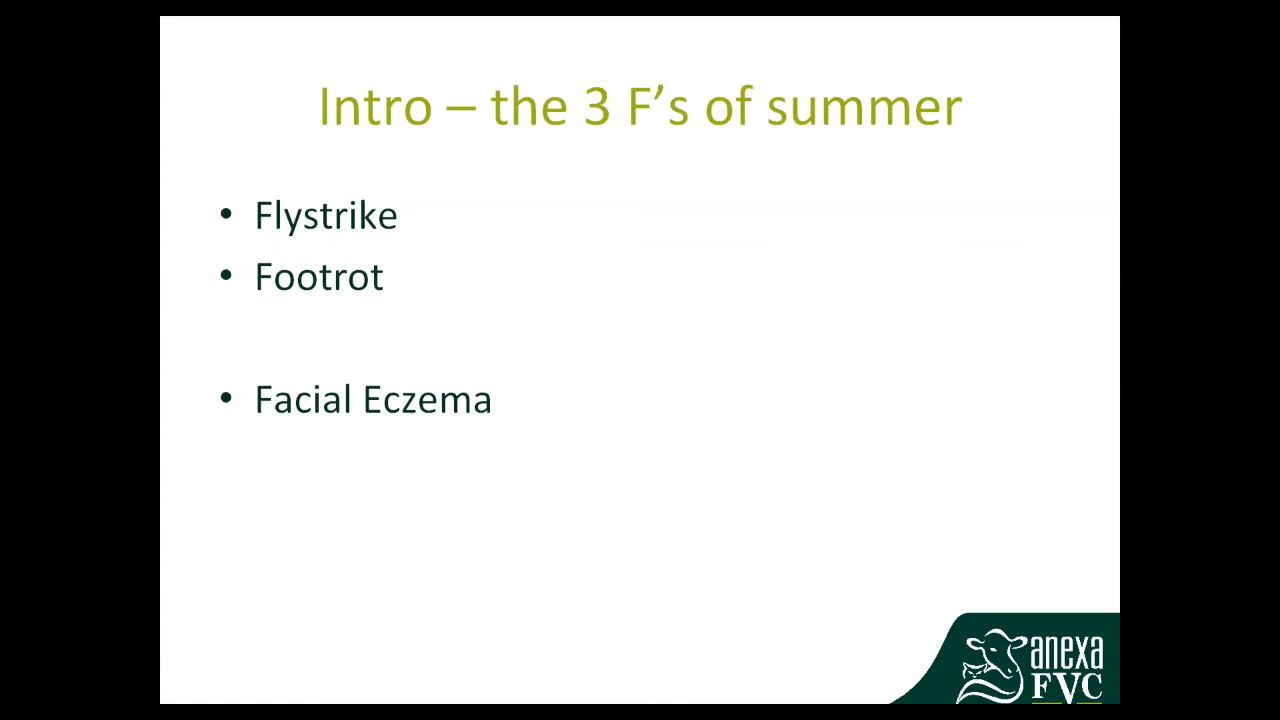 Intro – the 3 F’s of summer
• Flystrike
• Footrot
• Facial Eczema
anexa
FVC